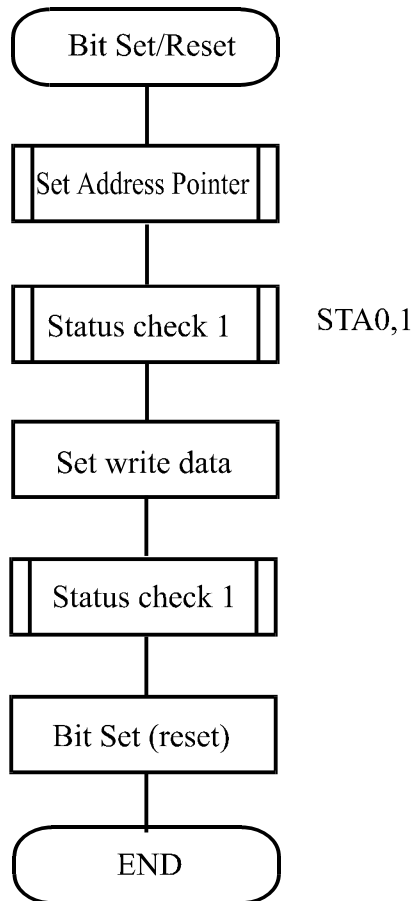 Bit Set/Reset
Set Address Pointer
Status check 1
STA0,1
Set write data
Status check 1
Bit Set (reset)
END